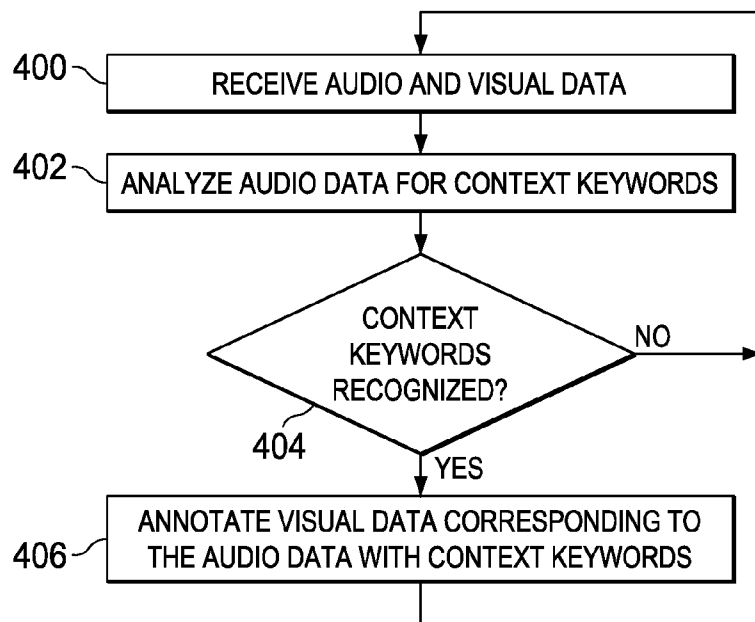 400
RECEIVE AUDIO AND VISUAL DATA
402
ANALYZE AUDIO DATA FOR CONTEXT KEYWORDS
CONTEXT
KEYWORDS
RECOGNIZED?
NO
404
YES
406
ANNOTATE VISUAL DATA CORRESPONDING TO
THE AUDIO DATA WITH CONTEXT KEYWORDS